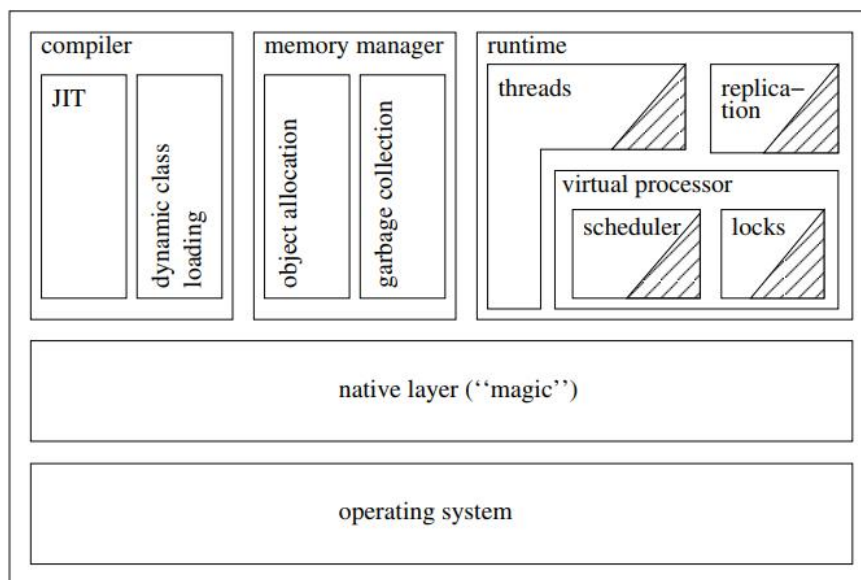 compiler
JIT
dynamic class
loading
memory manager
object allocation
garbage collection
runtime
threads
replica–
tion
virtual processor
scheduler
locks
native layer (‘‘magic’’)
operating system